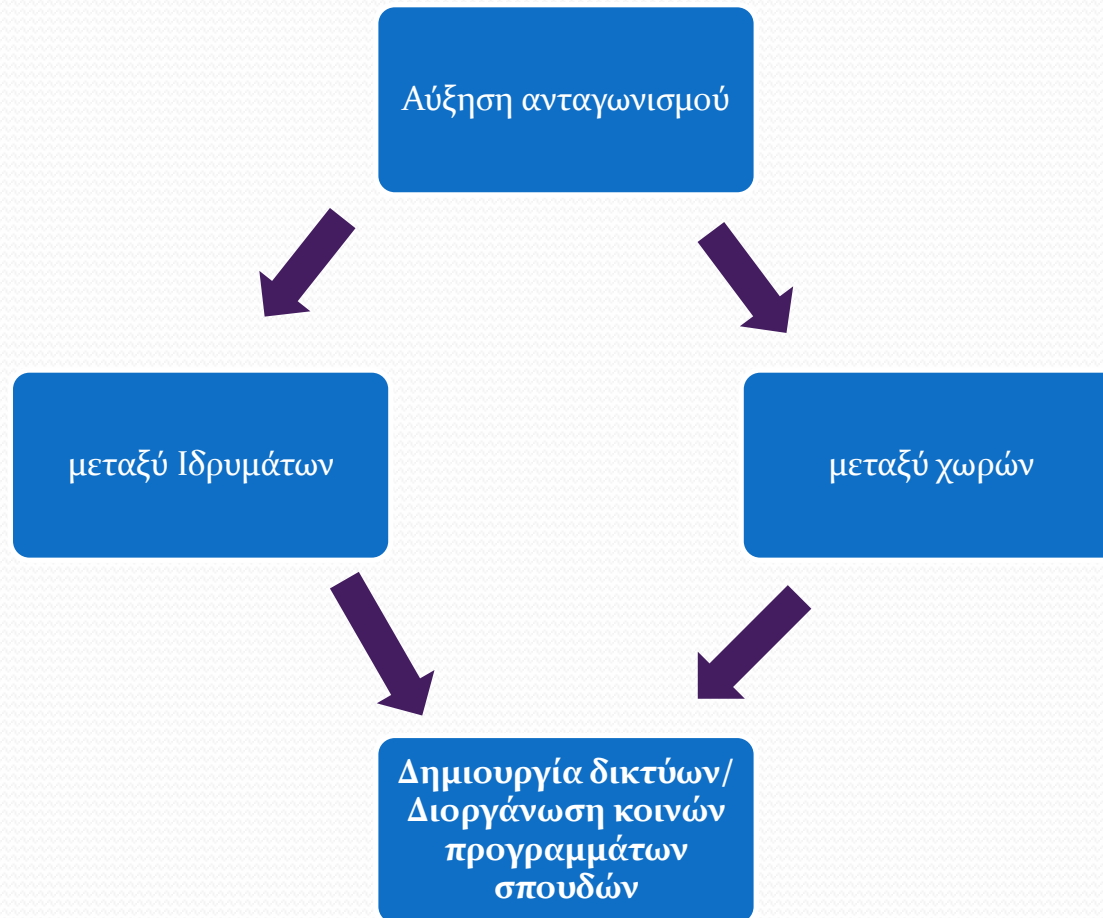 Αύξηση ανταγωνισμού
μεταξύ Ιδρυμάτων
μεταξύ χωρών
Δημιουργία δικτύων/
Διοργάνωση κοινών
προγραμμάτων
σπουδών